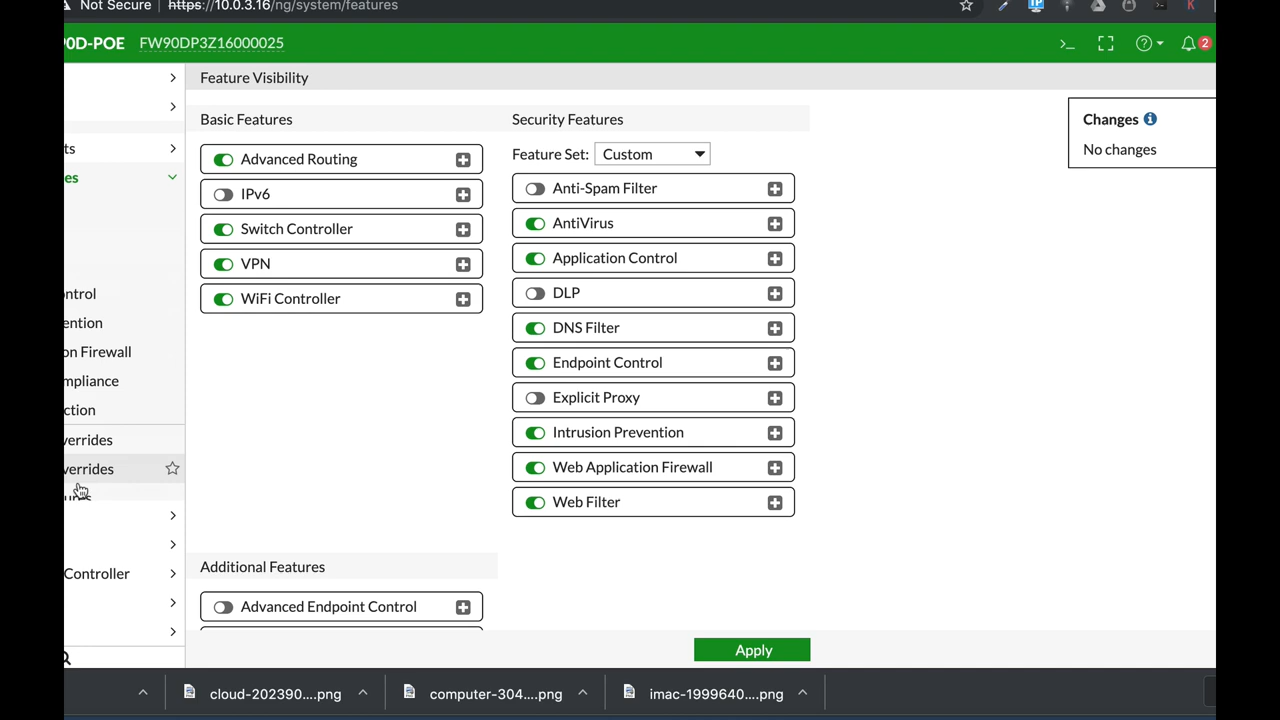 Not Secure | https://10.0.3.16/ng/system/features
90D-POE FW90DP3Z16000025
2
Feature Visibility
Basic Features
Advanced Routing
IPv6
Switch Controller
VPN
WiFi Controller
Security Features
Feature Set: Custom
Anti-Spam Filter
AntiVirus
Application Control
DLP
DNS Filter
Endpoint Control
Explicit Proxy
Intrusion Prevention
Web Application Firewall
Web Filter
Changes
No changes
ts
es
ntrol
ention
on Firewall
mpliance
ction
verrides
verrides
Controller
Additional Features
Advanced Endpoint Control
Apply
cloud-202390....png
computer-304....png
imac-1999640....png